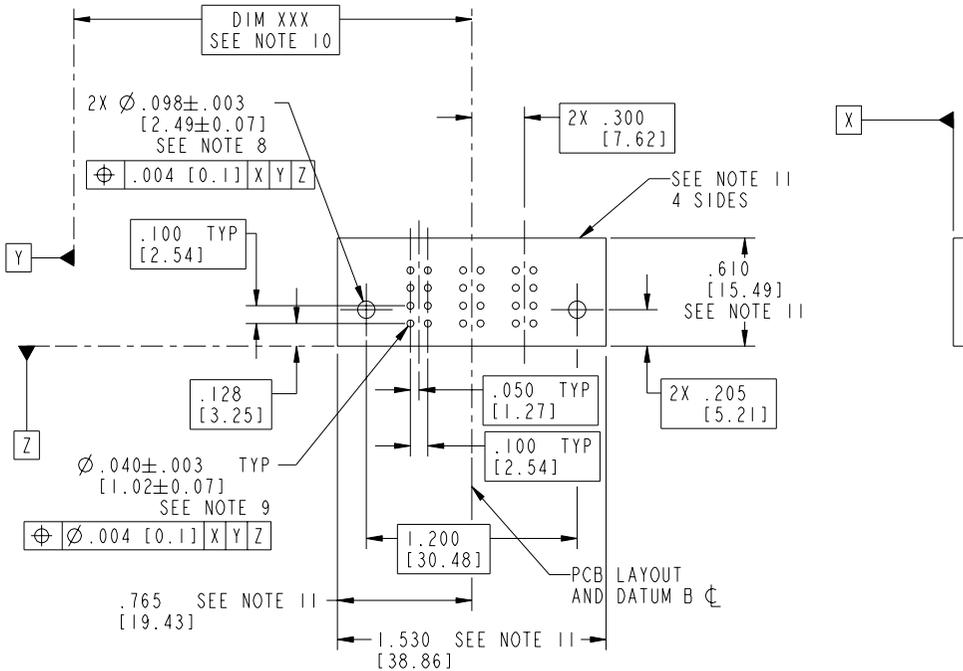 DIM XXX
SEE NOTE 10
2X Ø .098±.003
[2.49±0.07]
SEE NOTE 8
⌖ .004 [0.1] X Y Z
2X .300
[7.62]
X
SEE NOTE 11
4 SIDES
.100 TYP
[2.54]
Y
.610
[15.49]
SEE NOTE 11
.128
[3.25]
.050 TYP
[1.27]
2X .205
[5.21]
Z
.100 TYP
[2.54]
Ø .040±.003 TYP
[1.02±0.07]
SEE NOTE 9
⌖ Ø .004 [0.1] X Y Z
1.200
[30.48]
PCB LAYOUT
AND DATUM B ℄
.765 SEE NOTE 11
[19.43]
1.530 SEE NOTE 11
[38.86]